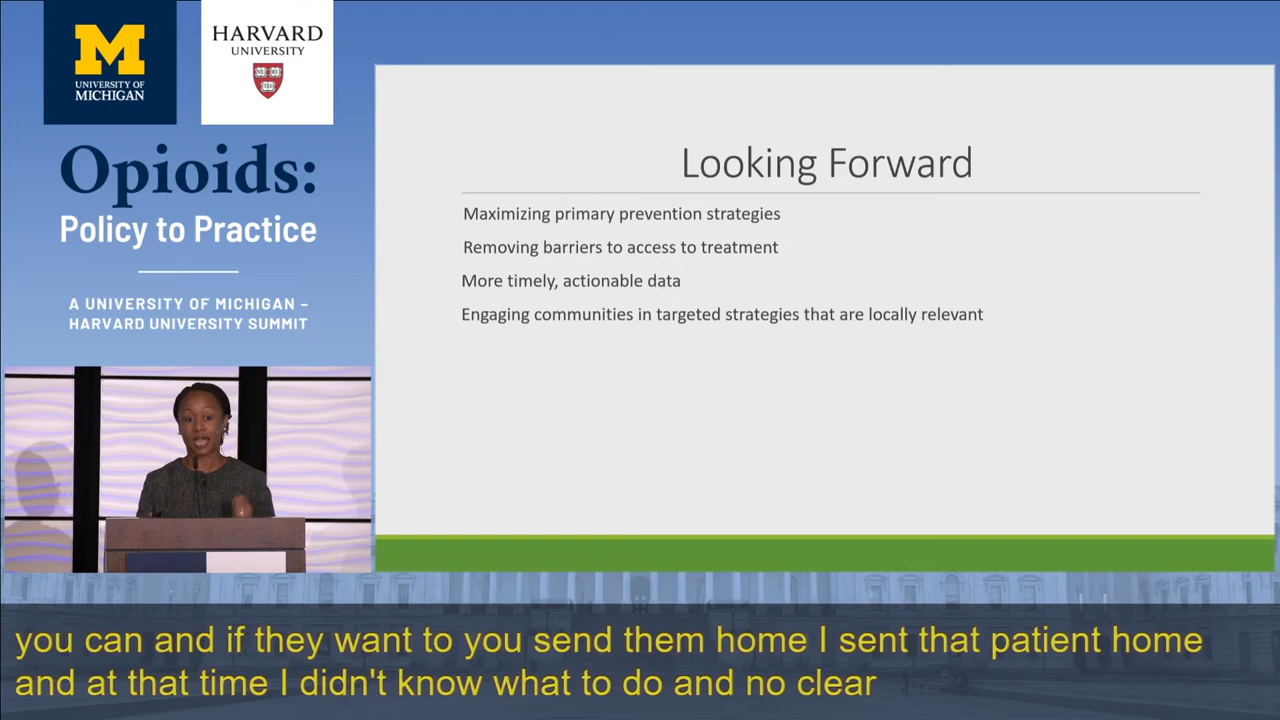 UNIVERSITY OF
MICHIGAN
HARVARD
UNIVERSITY
Opioids:
Policy to Practice
A UNIVERSITY OF MICHIGAN –
HARVARD UNIVERSITY SUMMIT
Looking Forward
Maximizing primary prevention strategies
Removing barriers to access to treatment
More timely, actionable data
Engaging communities in targeted strategies that are locally relevant
you can and if they want to you send them home I sent that patient home
and at that time I didn't know what to do and no clear